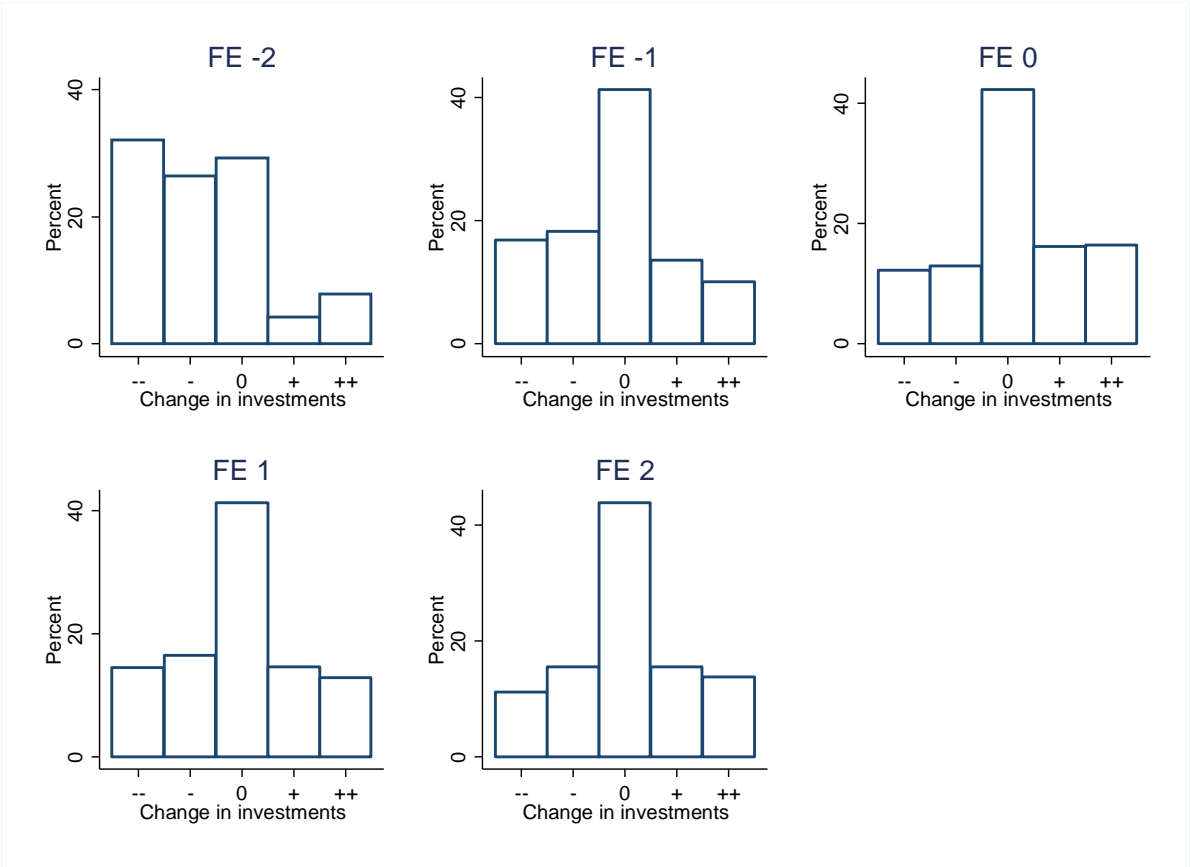 FE -2
40
20
0
Percent
-- - 0 + ++
Change in investments
FE -1
40
20
0
Percent
-- - 0 + ++
Change in investments
FE 0
40
20
0
Percent
-- - 0 + ++
Change in investments
FE 1
40
20
0
Percent
-- - 0 + ++
Change in investments
FE 2
40
20
0
Percent
-- - 0 + ++
Change in investments